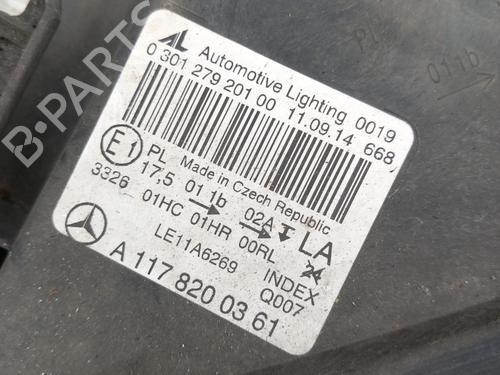 AL Automotive Lighting 0019
0 301 279 201 00 11.09.14 668
E1 PL Made in Czech Republic
17,5 01 1b 02A LA
3326 01HC 01HR 00RL 24
LE11A6269 INDEX
Q007
A 117 820 03 61
PL
01 1b
B-PARTS